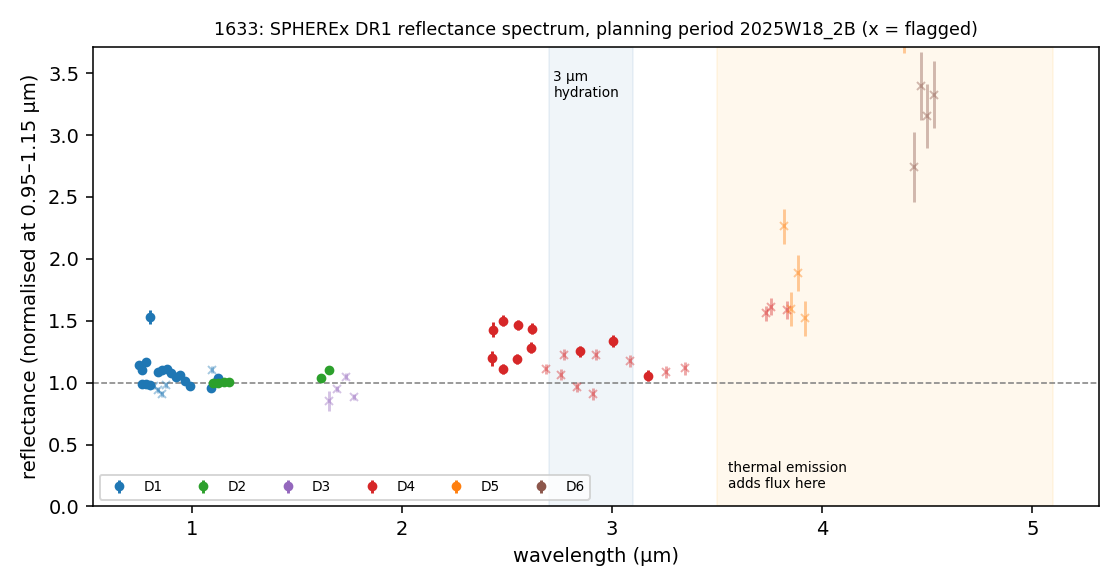 1633: SPHEREx DR1 reflectance spectrum, planning period 2025W18_2B (x = flagged)
reflectance (normalised at 0.95–1.15 μm)
3.5
3.0
2.5
2.0
1.5
1.0
0.5
0.0
3 μm
hydration
thermal emission
adds flux here
D1 D2 D3 D4 D5 D6
1 2 3 4 5
wavelength (μm)